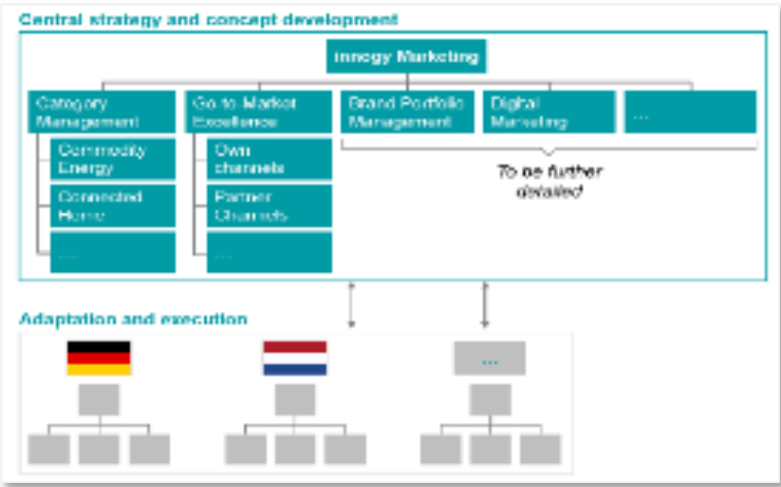 Central strategy and concept development
innogy Marketing
Category
Management
Go-to-Market
Excellence
Brand Portfolio
Management
Digital
Marketing
...
Commodity
Energy
Own
channels
Connected
Home
Partner
Channels
...
...
To be further
detailed
Adaptation and execution
...